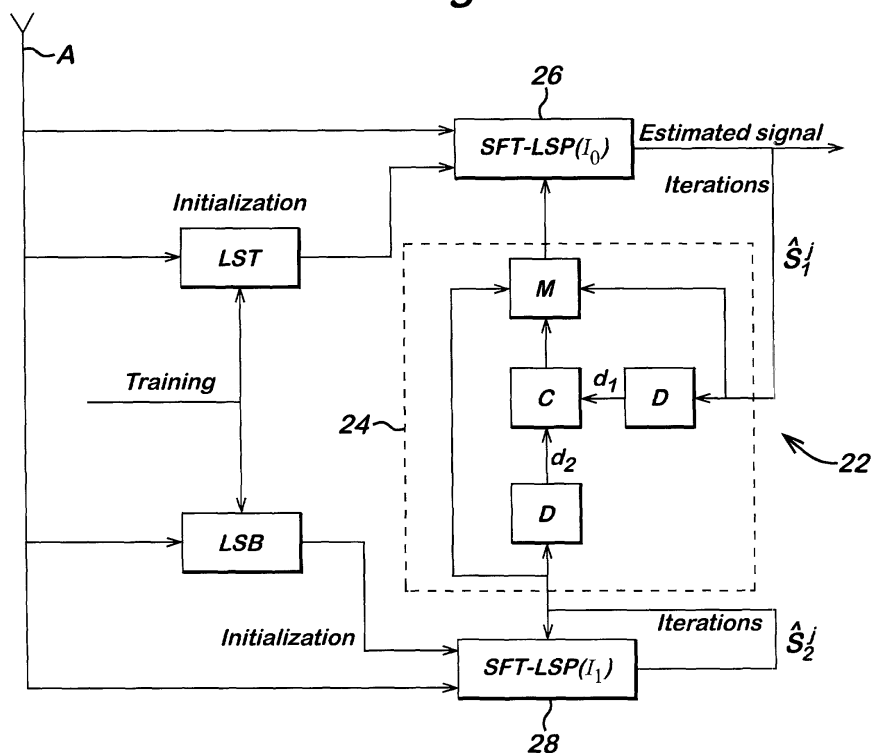 g
A
26
SFT-LSP(I₀)
Estimated signal
Iterations
Initialization
LST
Ŝ₁ʲ
M
Training
C
d₁
D
24
d₂
22
D
LSB
Initialization
Iterations
Ŝ₂ʲ
SFT-LSP(I₁)
28